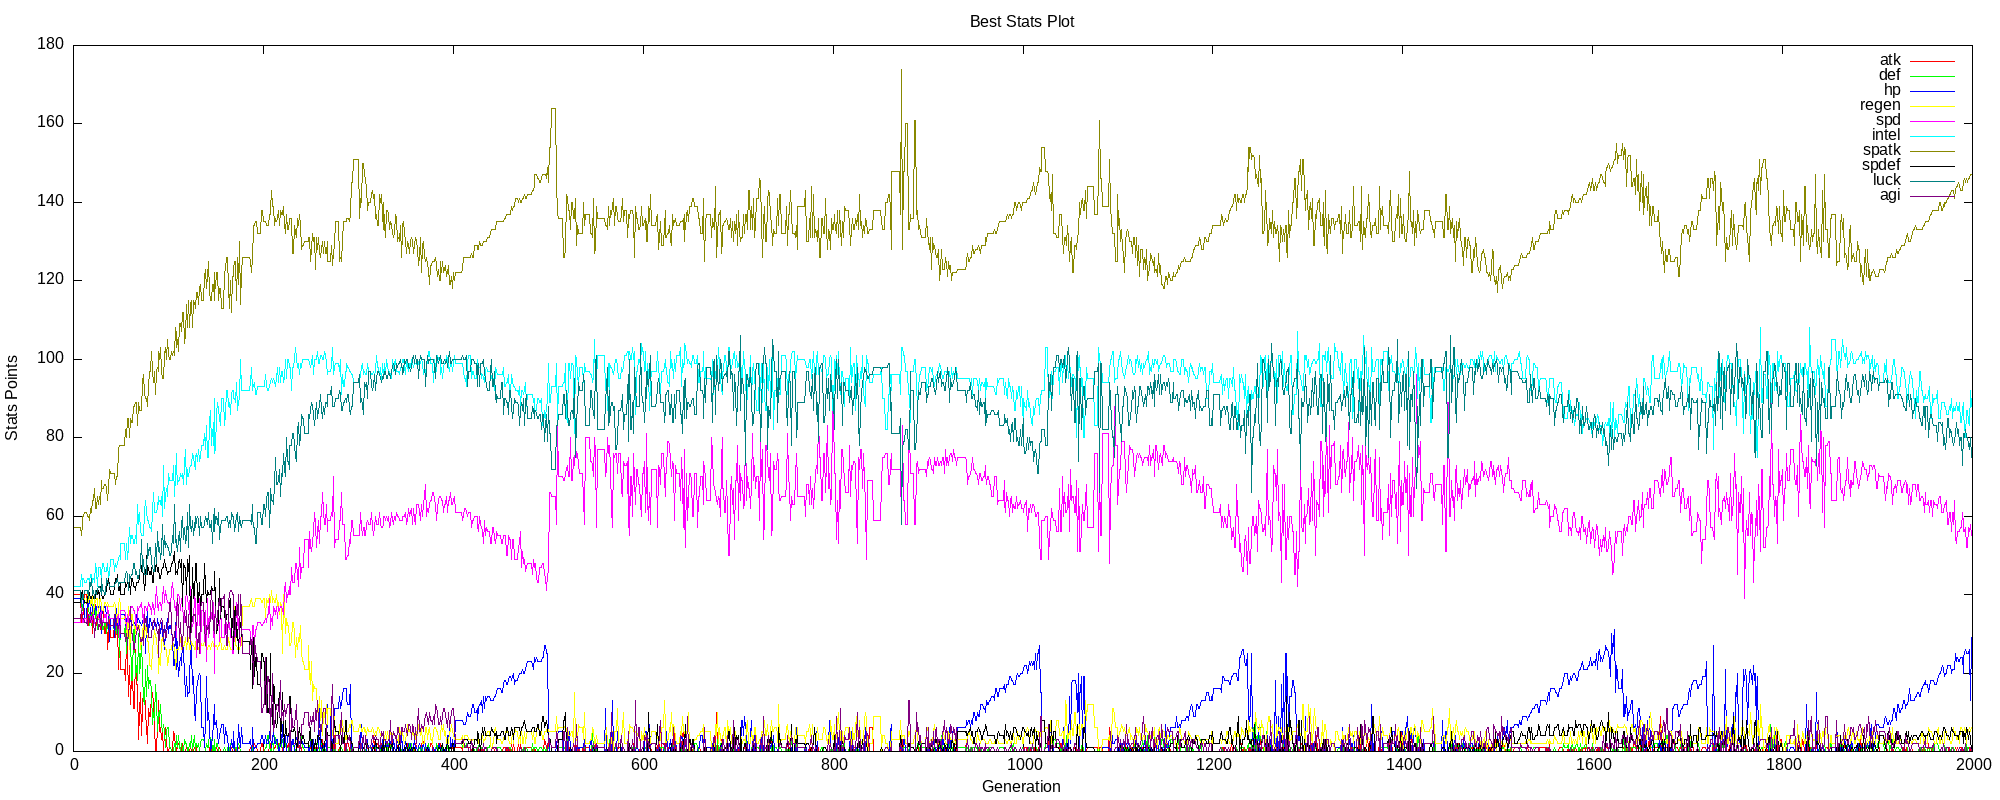 Best Stats Plot
180
160
140
120
100
80
60
40
20
0
Stats Points
atk
def
hp
regen
spd
intel
spatk
spdef
luck
agi
0 200 400 600 800 1000 1200 1400 1600 1800 2000
Generation